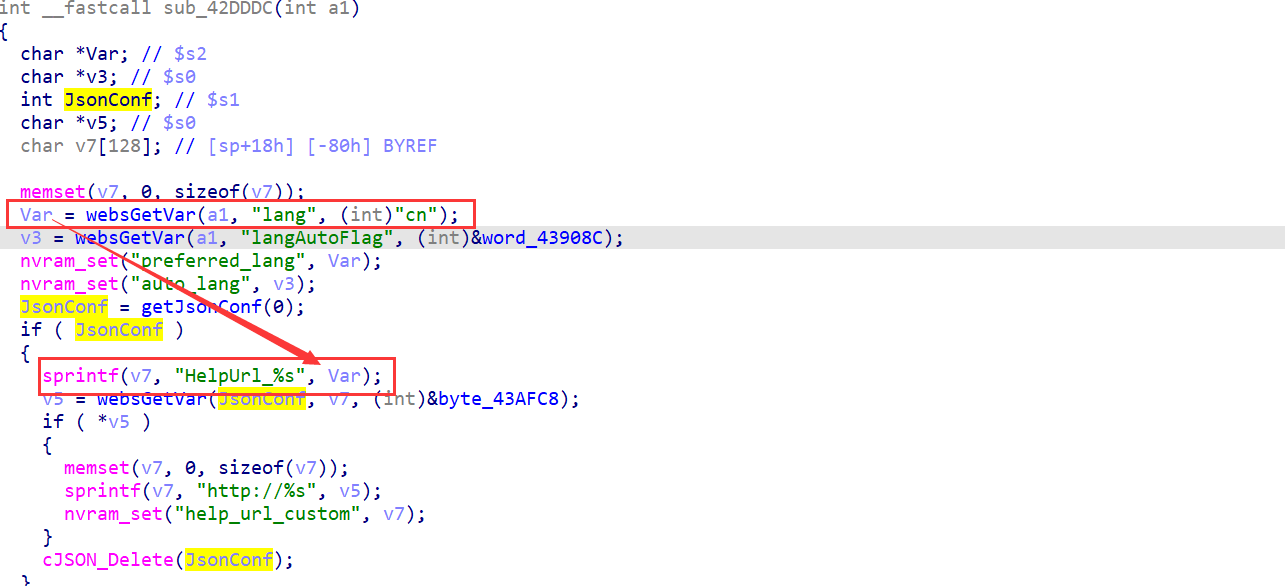 int __fastcall sub_42DDDC(int a1)
{
char *Var; // $s2
char *v3; // $s0
int JsonConf; // $s1
char *v5; // $s0
char v7[128]; // [sp+18h] [-80h] BYREF
memset(v7, 0, sizeof(v7));
Var = websGetVar(a1, "lang", (int)"cn");
v3 = websGetVar(a1, "langAutoFlag", (int)&word_43908C);
nvram_set("preferred_lang", Var);
nvram_set("auto_lang", v3);
JsonConf = getJsonConf(0);
if ( JsonConf )
{
sprintf(v7, "HelpUrl_%s", Var);
v5 = websGetVar(JsonConf, v7, (int)&byte_43AFC8);
if ( *v5 )
{
memset(v7, 0, sizeof(v7));
sprintf(v7, "http://%s", v5);
nvram_set("help_url_custom", v7);
}
cJSON_Delete(JsonConf);
}